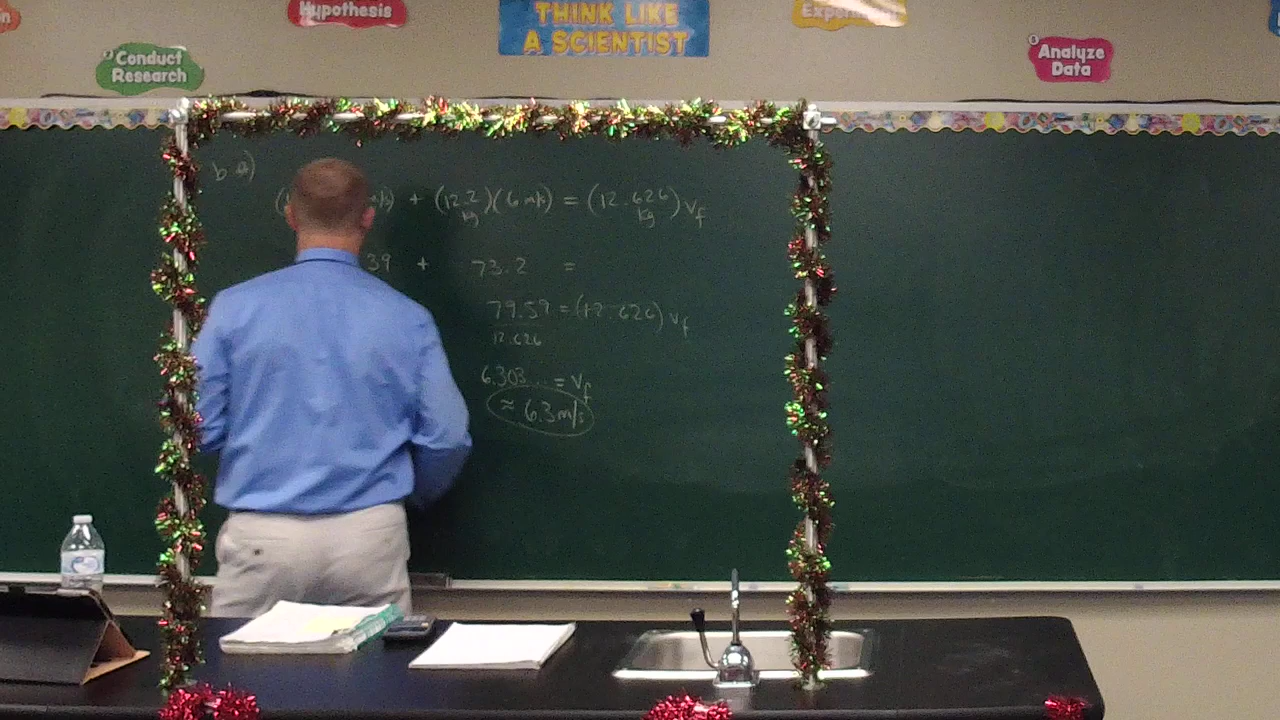 Hypothesis
THINK LIKE
A SCIENTIST
Conduct
Research
Analyze
Data
b
+ (12.2)(6 m/s) = (12.626) vf
kg kg
39 + 73.2 =
79.59 = (12.626) vf
12.626
6.303... = vf
≈ 6.3 m/s